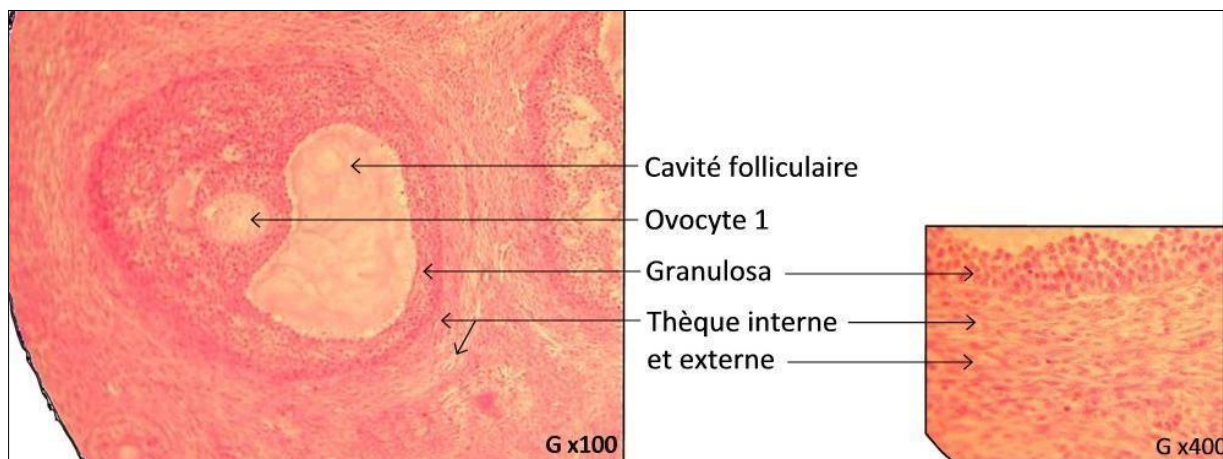 Cavité folliculaire
Ovocyte 1
Granulosa
Thèque interne
et externe
G x100
G x400